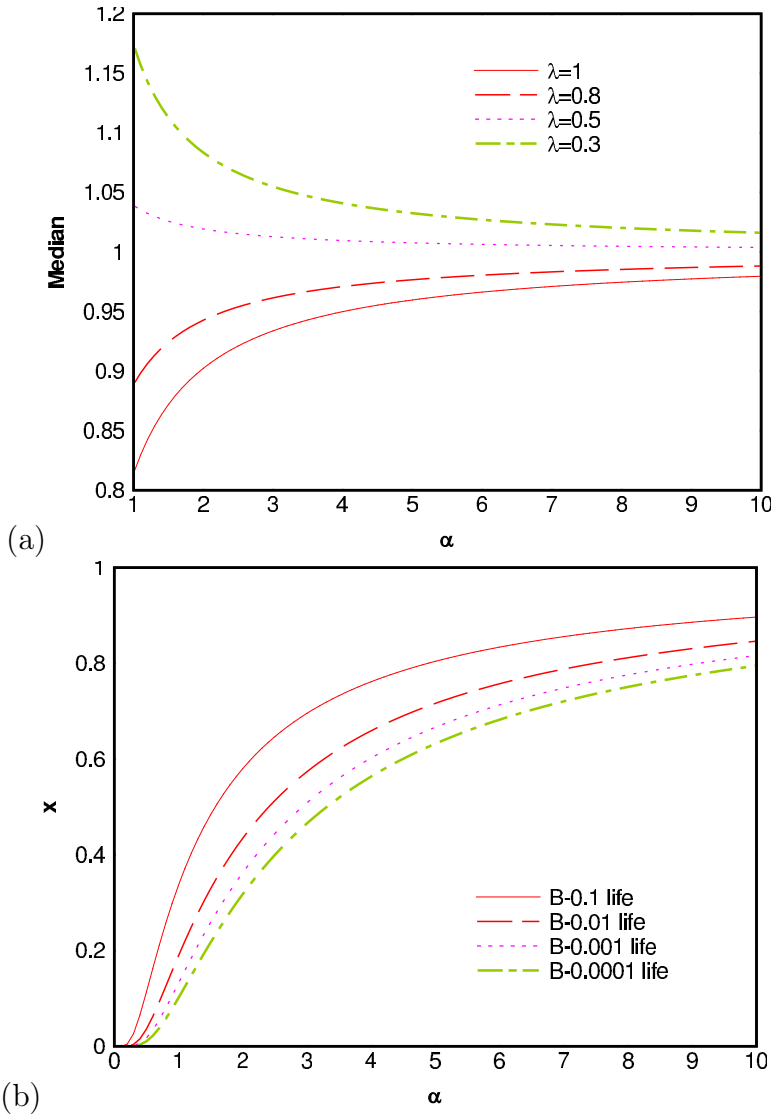 1.2
1.15
1.1
1.05
1
0.95
0.9
0.85
0.8
Median
λ=1
λ=0.8
λ=0.5
λ=0.3
1 2 3 4 5 6 7 8 9 10
α
(a)
1
0.8
0.6
0.4
0.2
0
x
B-0.1 life
B-0.01 life
B-0.001 life
B-0.0001 life
0 1 2 3 4 5 6 7 8 9 10
α
(b)